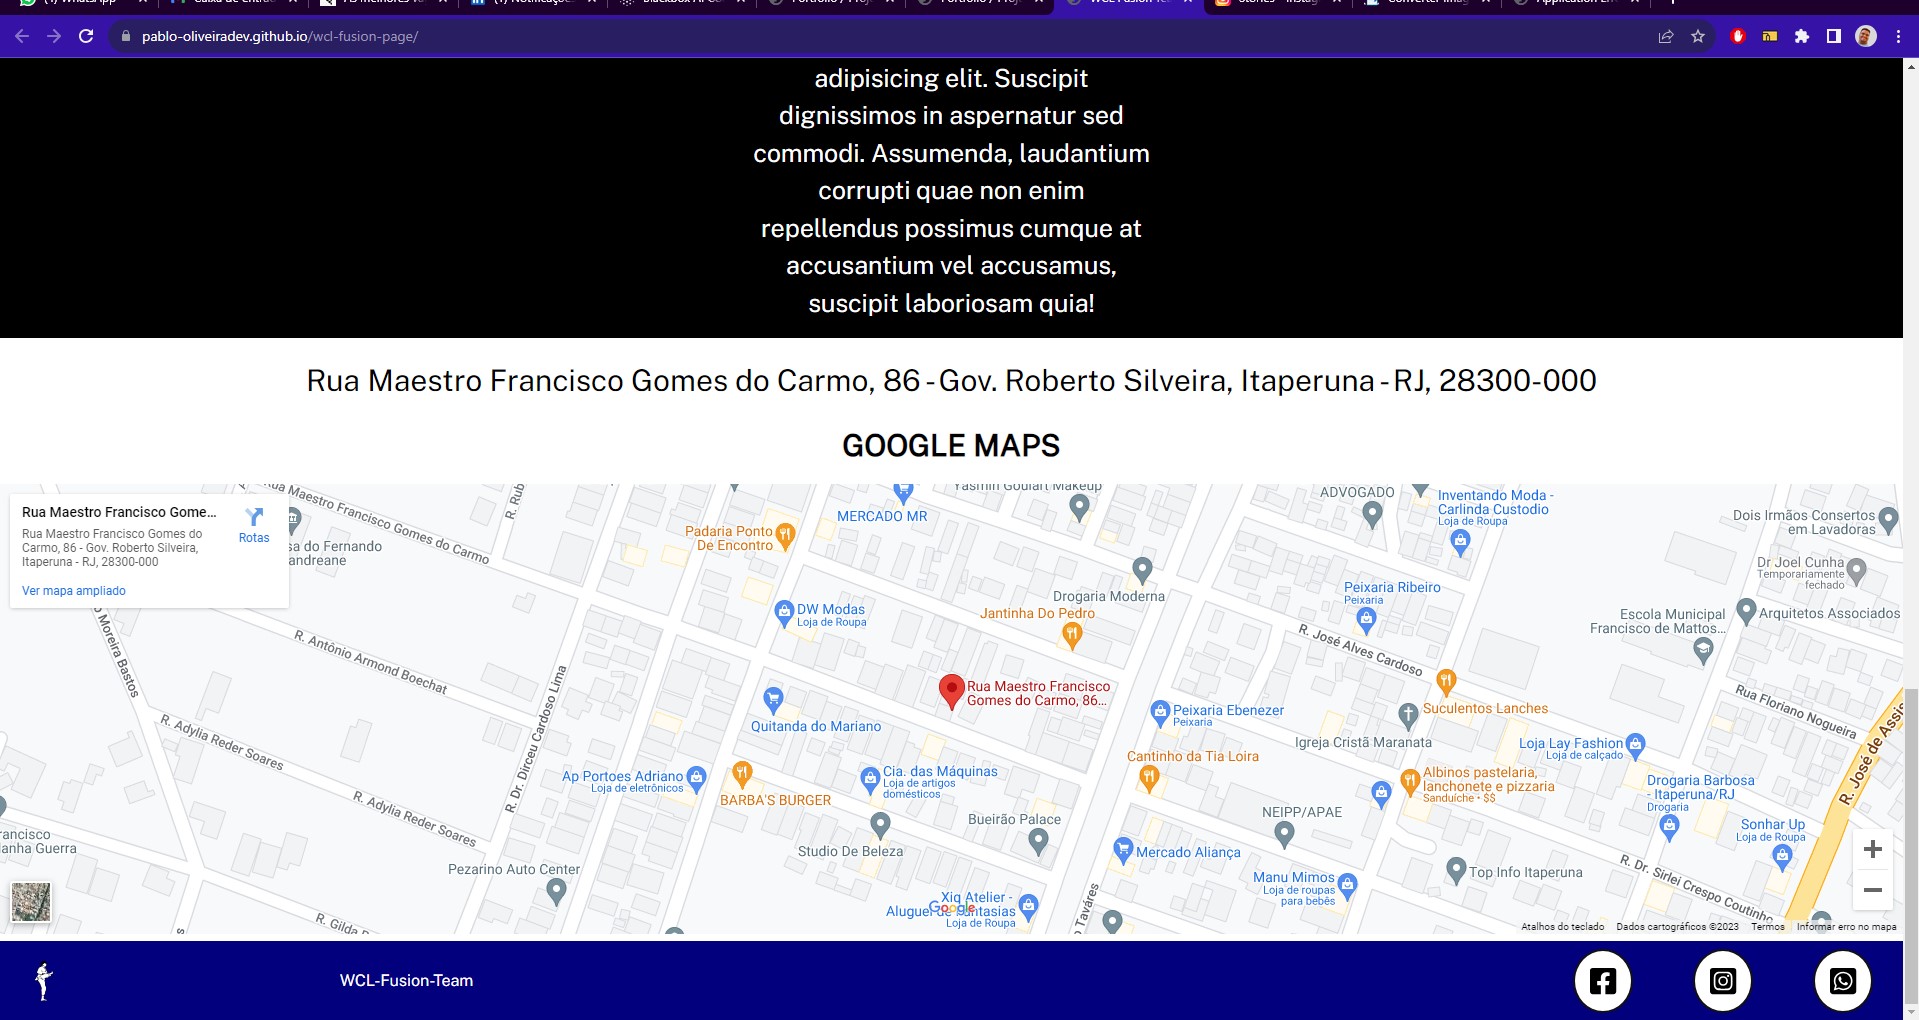 pablo-oliveiradev.github.io/wcl-fusion-page/
adipisicing elit. Suscipit
dignissimos in aspernatur sed
commodi. Assumenda, laudantium
corrupti quae non enim
repellendus possimus cumque at
accusantium vel accusamus,
suscipit laboriosam quia!
Rua Maestro Francisco Gomes do Carmo, 86 - Gov. Roberto Silveira, Itaperuna - RJ, 28300-000
GOOGLE MAPS
Rua Maestro Francisco Gome...
Rua Maestro Francisco Gomes do
Carmo, 86 - Gov. Roberto Silveira,
Itaperuna - RJ, 28300-000
Rotas
Ver mapa ampliado
Rua Maestro Francisco Gomes do Carmo
R. Rub
Yasmin Goulart Makeup
ADVOGADO
Inventando Moda -
Carlinda Custodio
Loja de Roupa
MERCADO MR
Dois Irmãos Consertos
em Lavadoras
Padaria Ponto
De Encontro
sa do Fernando
andreane
Dr Joel Cunha
Temporariamente
fechado
Drogaria Moderna
Peixaria Ribeiro
Peixaria
DW Modas
Loja de Roupa
Jantinha Do Pedro
Escola Municipal
Francisco de Mattos...
Arquitetos Associados
o Moreira Bastos
R. Antônio Armond Boechat
R. José Alves Cardoso
R. Dr. Dirceu Cardoso Lima
Rua Maestro Francisco
Gomes do Carmo, 86...
Rua Floriano Nogueira
Quitanda do Mariano
Peixaria Ebenezer
Peixaria
Suculentos Lanches
R. Adylia Reder Soares
Igreja Cristã Maranata
Loja Lay Fashion
Loja de calçado
R. José de Assis
Cantinho da Tia Loira
Ap Portoes Adriano
Loja de eletrônicos
BARBA'S BURGER
Cia. das Máquinas
Loja de artigos
domésticos
Albinos pastelaria,
lanchonete e pizzaria
Sanduíche • $$
Drogaria Barbosa
- Itaperuna/RJ
Drogaria
R. Adylia Reder Soares
Bueirão Palace
NEIPP/APAE
Sonhar Up
Loja de Roupa
rancisco
anha Guerra
Studio De Beleza
Mercado Aliança
Pezarino Auto Center
Manu Mimos
Loja de roupas
para bebês
Top Info Itaperuna
R. Dr. Sirlei Crespo Coutinho
Xiq Atelier -
Aluguel de Fantasias
Loja de Roupa
Google
o Taváres
R. Gilda
Atalhos do teclado
Dados cartográficos ©2023
Termos
Informar erro no mapa
WCL-Fusion-Team